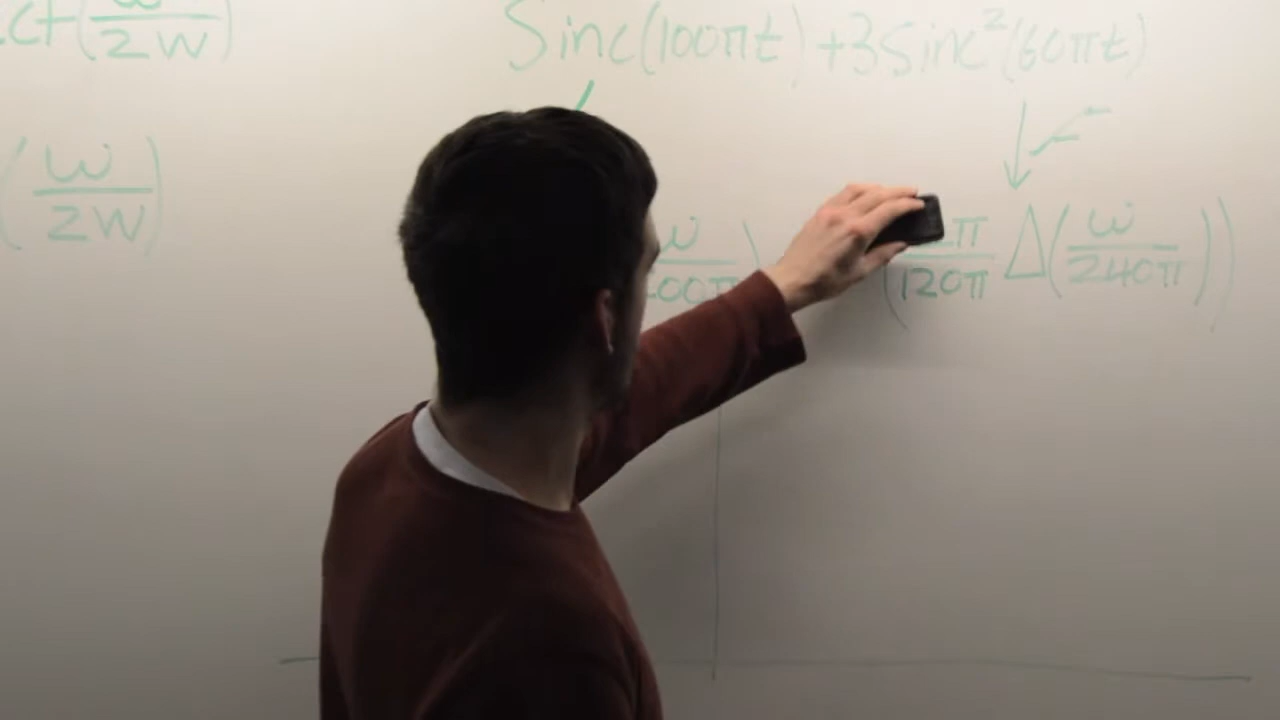 ct(ω/2W)
Sinc(100πt) + 3Sinc²(60πt)
(ω/2W)
ω/200π) (π/120π Δ(ω/240π))